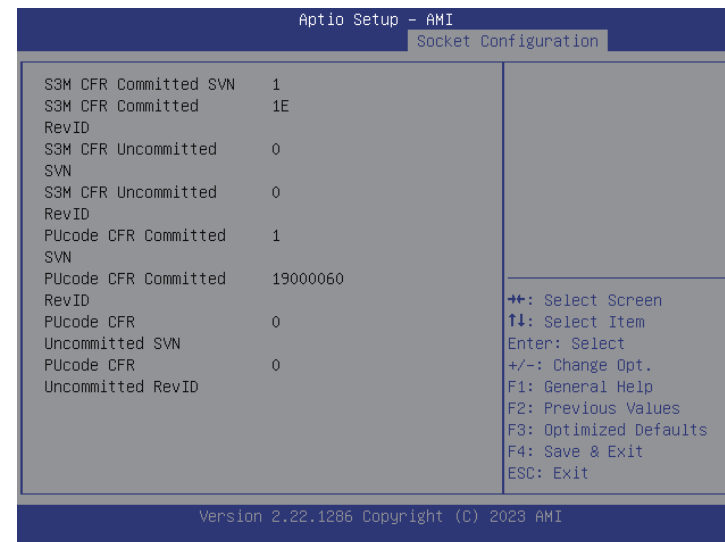 Aptio Setup – AMI
Socket Configuration
S3M CFR Committed SVN 1
S3M CFR Committed 1E
RevID
S3M CFR Uncommitted 0
SVN
S3M CFR Uncommitted 0
RevID
PUcode CFR Committed 1
SVN
PUcode CFR Committed 19000060
RevID
PUcode CFR 0
Uncommitted SVN
PUcode CFR 0
Uncommitted RevID
→←: Select Screen
↑↓: Select Item
Enter: Select
+/-: Change Opt.
F1: General Help
F2: Previous Values
F3: Optimized Defaults
F4: Save & Exit
ESC: Exit
Version 2.22.1286 Copyright (C) 2023 AMI